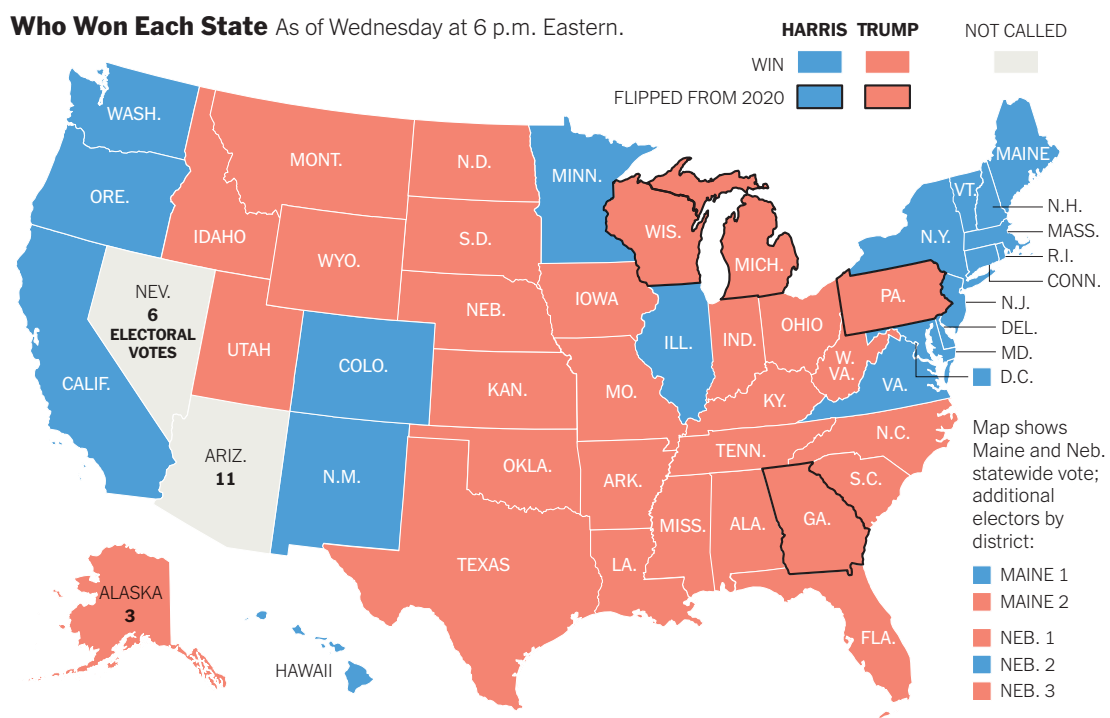 Who Won Each State As of Wednesday at 6 p.m. Eastern.
HARRIS TRUMP
NOT CALLED
WIN
FLIPPED FROM 2020
WASH.
ORE.
CALIF.
NEV.
6
ELECTORAL
VOTES
IDAHO
MONT.
WYO.
UTAH
ARIZ.
11
COLO.
N.M.
N.D.
S.D.
NEB.
KAN.
OKLA.
TEXAS
MINN.
IOWA
MO.
ARK.
LA.
WIS.
ILL.
MICH.
IND.
OHIO
KY.
TENN.
MISS.
ALA.
GA.
FLA.
S.C.
N.C.
W.
VA.
VA.
PA.
N.Y.
VT.
MAINE
N.H.
MASS.
R.I.
CONN.
N.J.
DEL.
MD.
D.C.
ALASKA
3
HAWAII
Map shows
Maine and Neb.
statewide vote;
additional
electors by
district:
MAINE 1
MAINE 2
NEB. 1
NEB. 2
NEB. 3